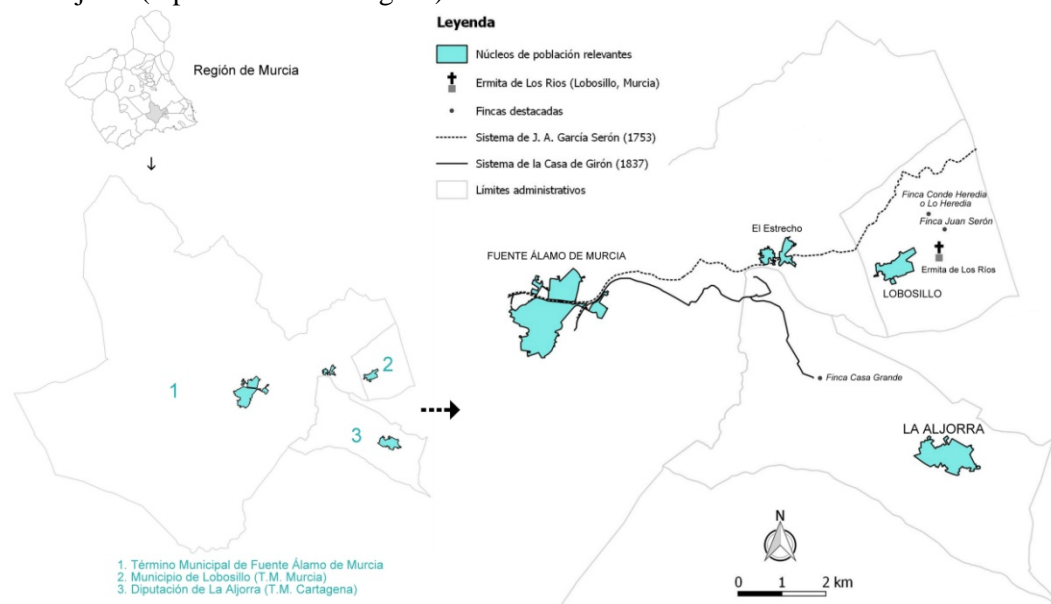 Región de Murcia
1
2
3
1. Término Municipal de Fuente Álamo de Murcia
2. Municipio de Lobosillo (T.M. Murcia)
3. Diputación de La Aljorra (T.M. Cartagena)
Leyenda
Núcleos de población relevantes
Ermita de Los Rios (Lobosillo, Murcia)
Fincas destacadas
Sistema de J. A. García Serón (1753)
Sistema de la Casa de Girón (1837)
Límites administrativos
Finca Conde Heredia
o Lo Heredia
Finca Juan Serón
El Estrecho
FUENTE ÁLAMO DE MURCIA
Ermita de Los Ríos
LOBOSILLO
Finca Casa Grande
LA ALJORRA
N
0 1 2 km